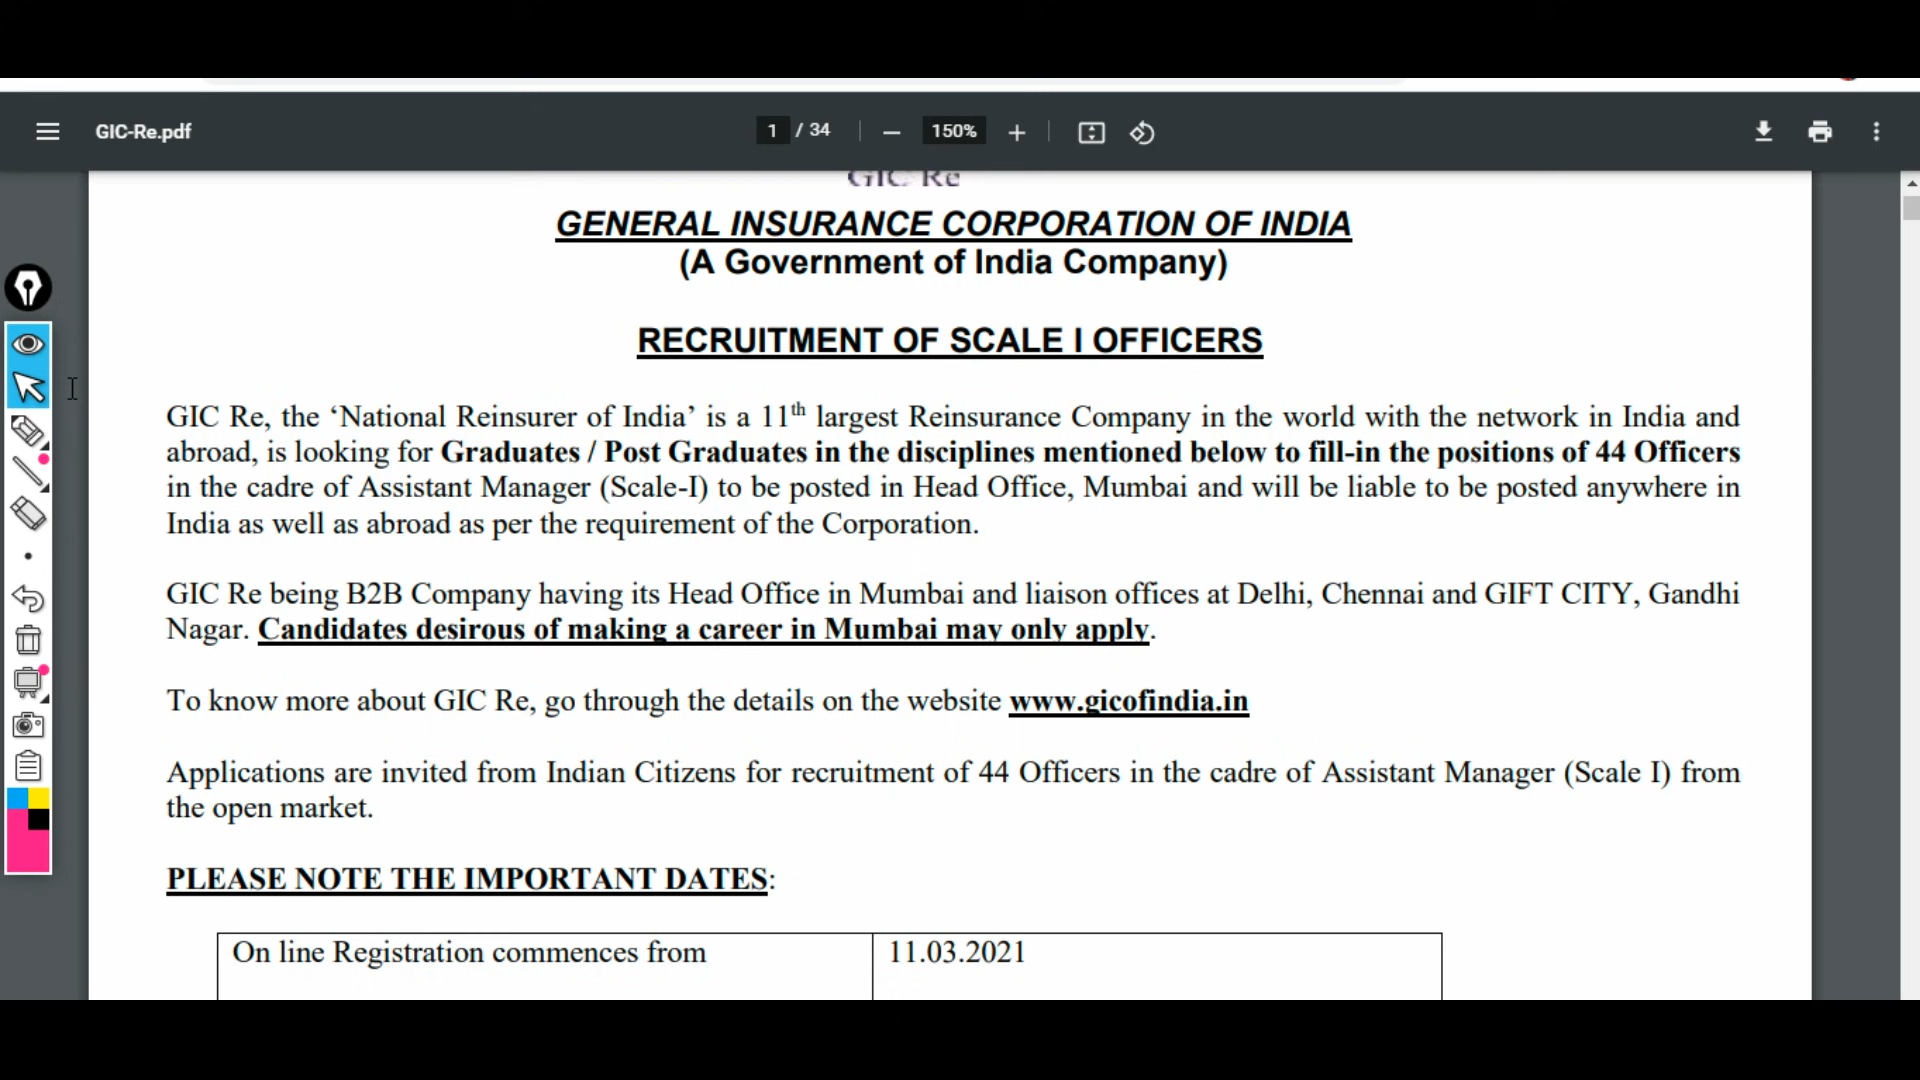 GIC-Re.pdf
1 / 34
150%
GIC Re
GENERAL INSURANCE CORPORATION OF INDIA
(A Government of India Company)
RECRUITMENT OF SCALE I OFFICERS
GIC Re, the ‘National Reinsurer of India’ is a 11th largest Reinsurance Company in the world with the network in India and
abroad, is looking for Graduates / Post Graduates in the disciplines mentioned below to fill-in the positions of 44 Officers
in the cadre of Assistant Manager (Scale-I) to be posted in Head Office, Mumbai and will be liable to be posted anywhere in
India as well as abroad as per the requirement of the Corporation.
GIC Re being B2B Company having its Head Office in Mumbai and liaison offices at Delhi, Chennai and GIFT CITY, Gandhi
Nagar. Candidates desirous of making a career in Mumbai may only apply.
To know more about GIC Re, go through the details on the website www.gicofindia.in
Applications are invited from Indian Citizens for recruitment of 44 Officers in the cadre of Assistant Manager (Scale I) from
the open market.
PLEASE NOTE THE IMPORTANT DATES:
On line Registration commences from 11.03.2021